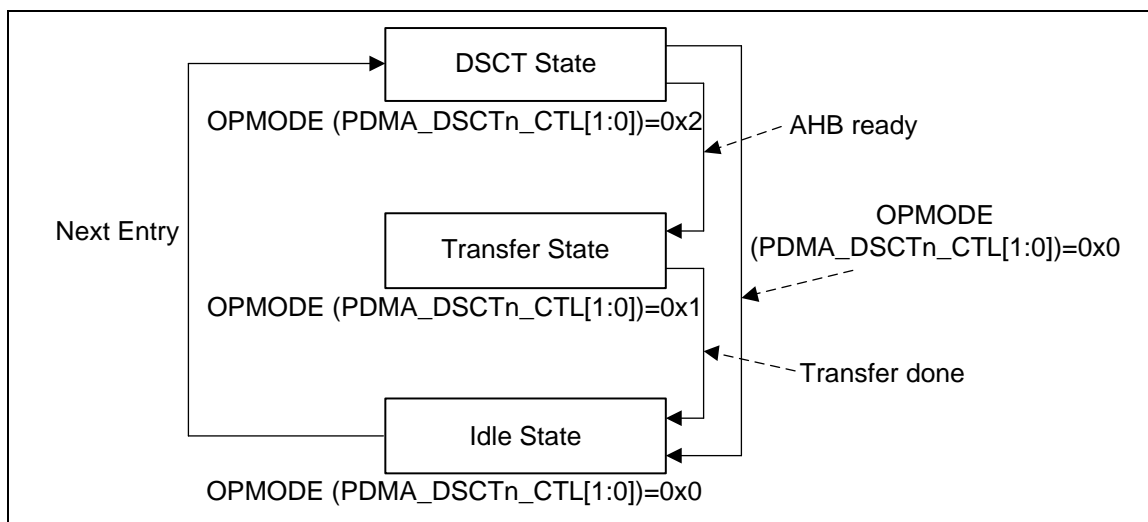 DSCT State
OPMODE (PDMA_DSCTn_CTL[1:0])=0x2
AHB ready
Next Entry
OPMODE
(PDMA_DSCTn_CTL[1:0])=0x0
Transfer State
OPMODE (PDMA_DSCTn_CTL[1:0])=0x1
Transfer done
Idle State
OPMODE (PDMA_DSCTn_CTL[1:0])=0x0